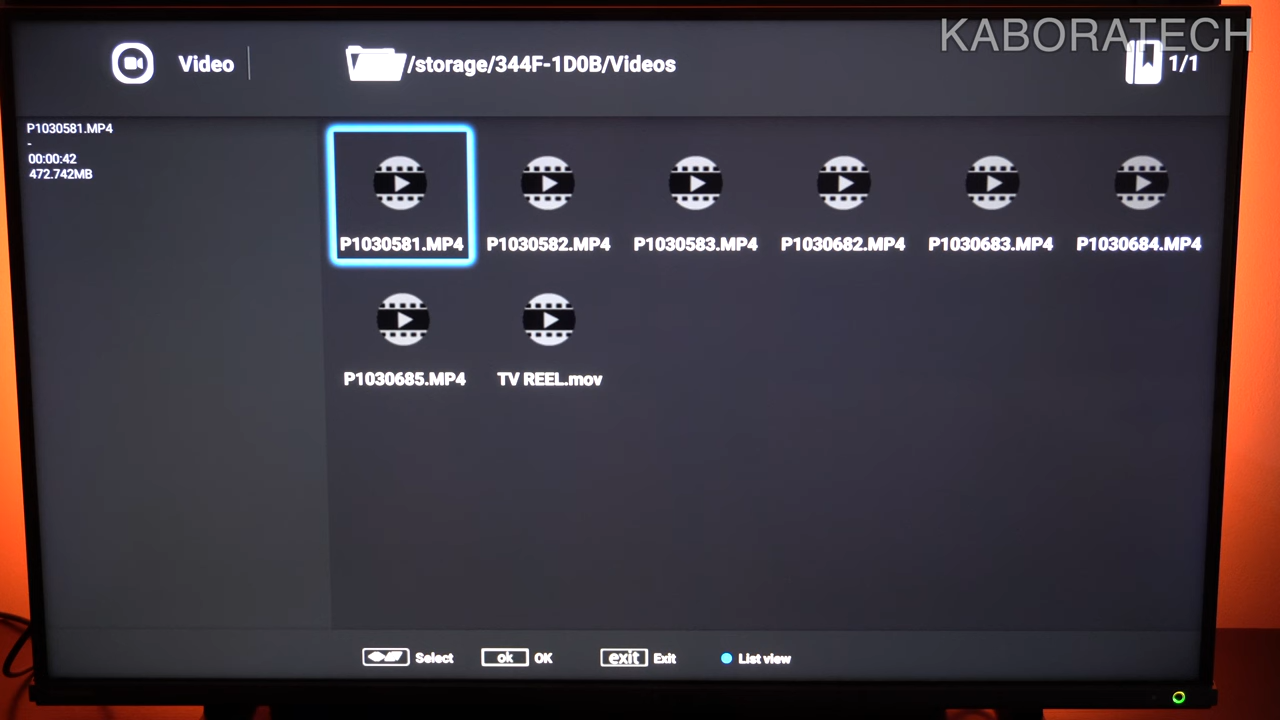 KABORATECH
Video
/storage/344F-1D0B/Videos
1/1
P1030581.MP4
-
00:00:42
472.742MB
P1030581.MP4
P1030582.MP4
P1030583.MP4
P1030682.MP4
P1030683.MP4
P1030684.MP4
P1030685.MP4
TV REEL.mov
Select
ok OK
exit Exit
List view